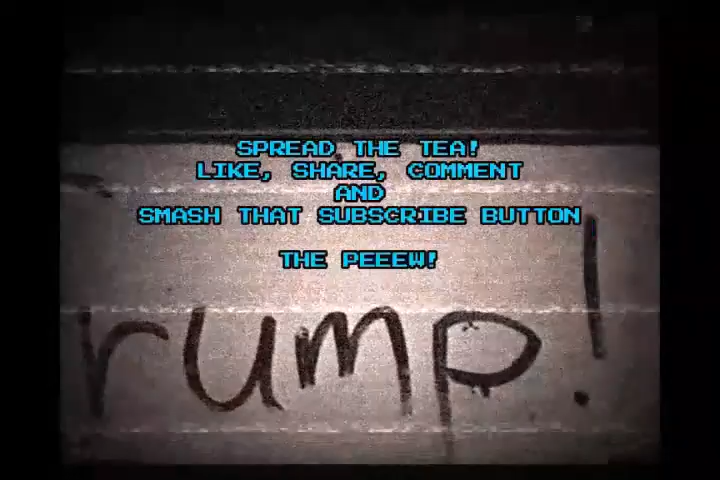 SPREAD THE TEA!
LIKE, SHARE, COMMENT
AND
SMASH THAT SUBSCRIBE BUTTON
THE PEEEW!
rump!